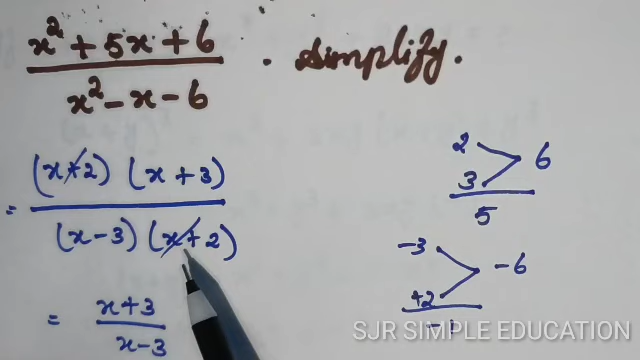 x² + 5x + 6 . simplify.
x² - x - 6
= (x+2) (x+3)
(x-3) (x+2)
= x+3
x-3
2
3
6
5
-3
+2
-6
-1
SJR SIMPLE EDUCATION